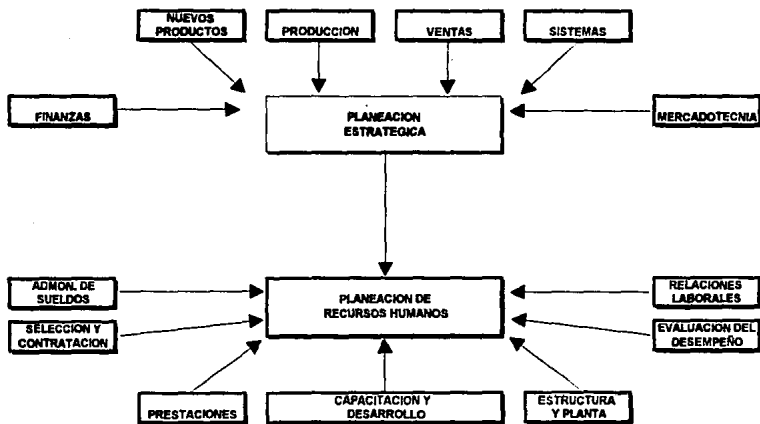 NUEVOS
PRODUCTOS
PRODUCCION
VENTAS
SISTEMAS
FINANZAS
PLANEACION
ESTRATEGICA
MERCADOTECNIA
ADMON. DE
SUELDOS
PLANEACION DE
RECURSOS HUMANOS
RELACIONES
LABORALES
SELECCION Y
CONTRATACION
EVALUACION DEL
DESEMPEÑO
PRESTACIONES
CAPACITACION Y
DESARROLLO
ESTRUCTURA
Y PLANTA